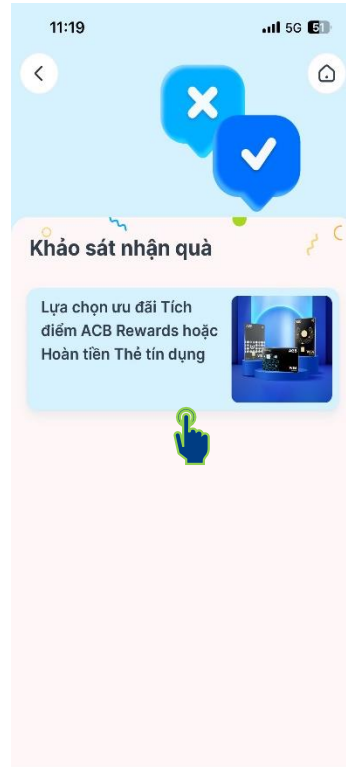 11:19
5G 51
Khảo sát nhận quà
Lựa chọn ưu đãi Tích
điểm ACB Rewards hoặc
Hoàn tiền Thẻ tín dụng